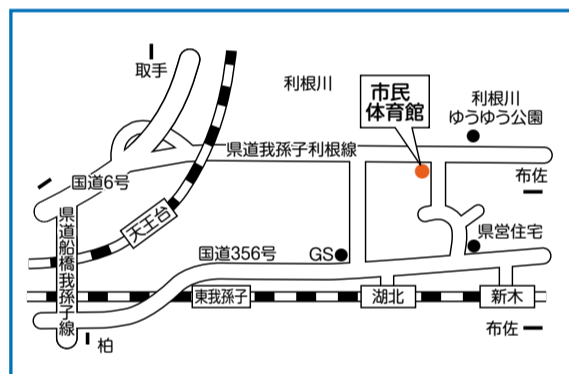 取手
利根川
市民
体育館
利根川
ゆうゆう公園
県道我孫子利根線
国道6号
布佐
天王台
県道船橋我孫子線
国道356号
GS
県営住宅
東我孫子
湖北
新木
布佐
柏